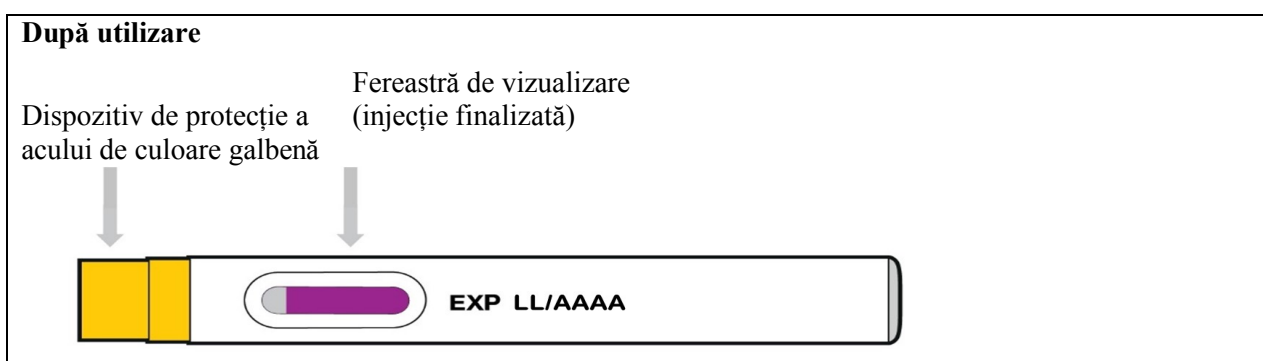 După utilizare
Fereastră de vizualizare
(injecție finalizată)
Dispozitiv de protecție a
acului de culoare galbenă
EXP LL/AAAA